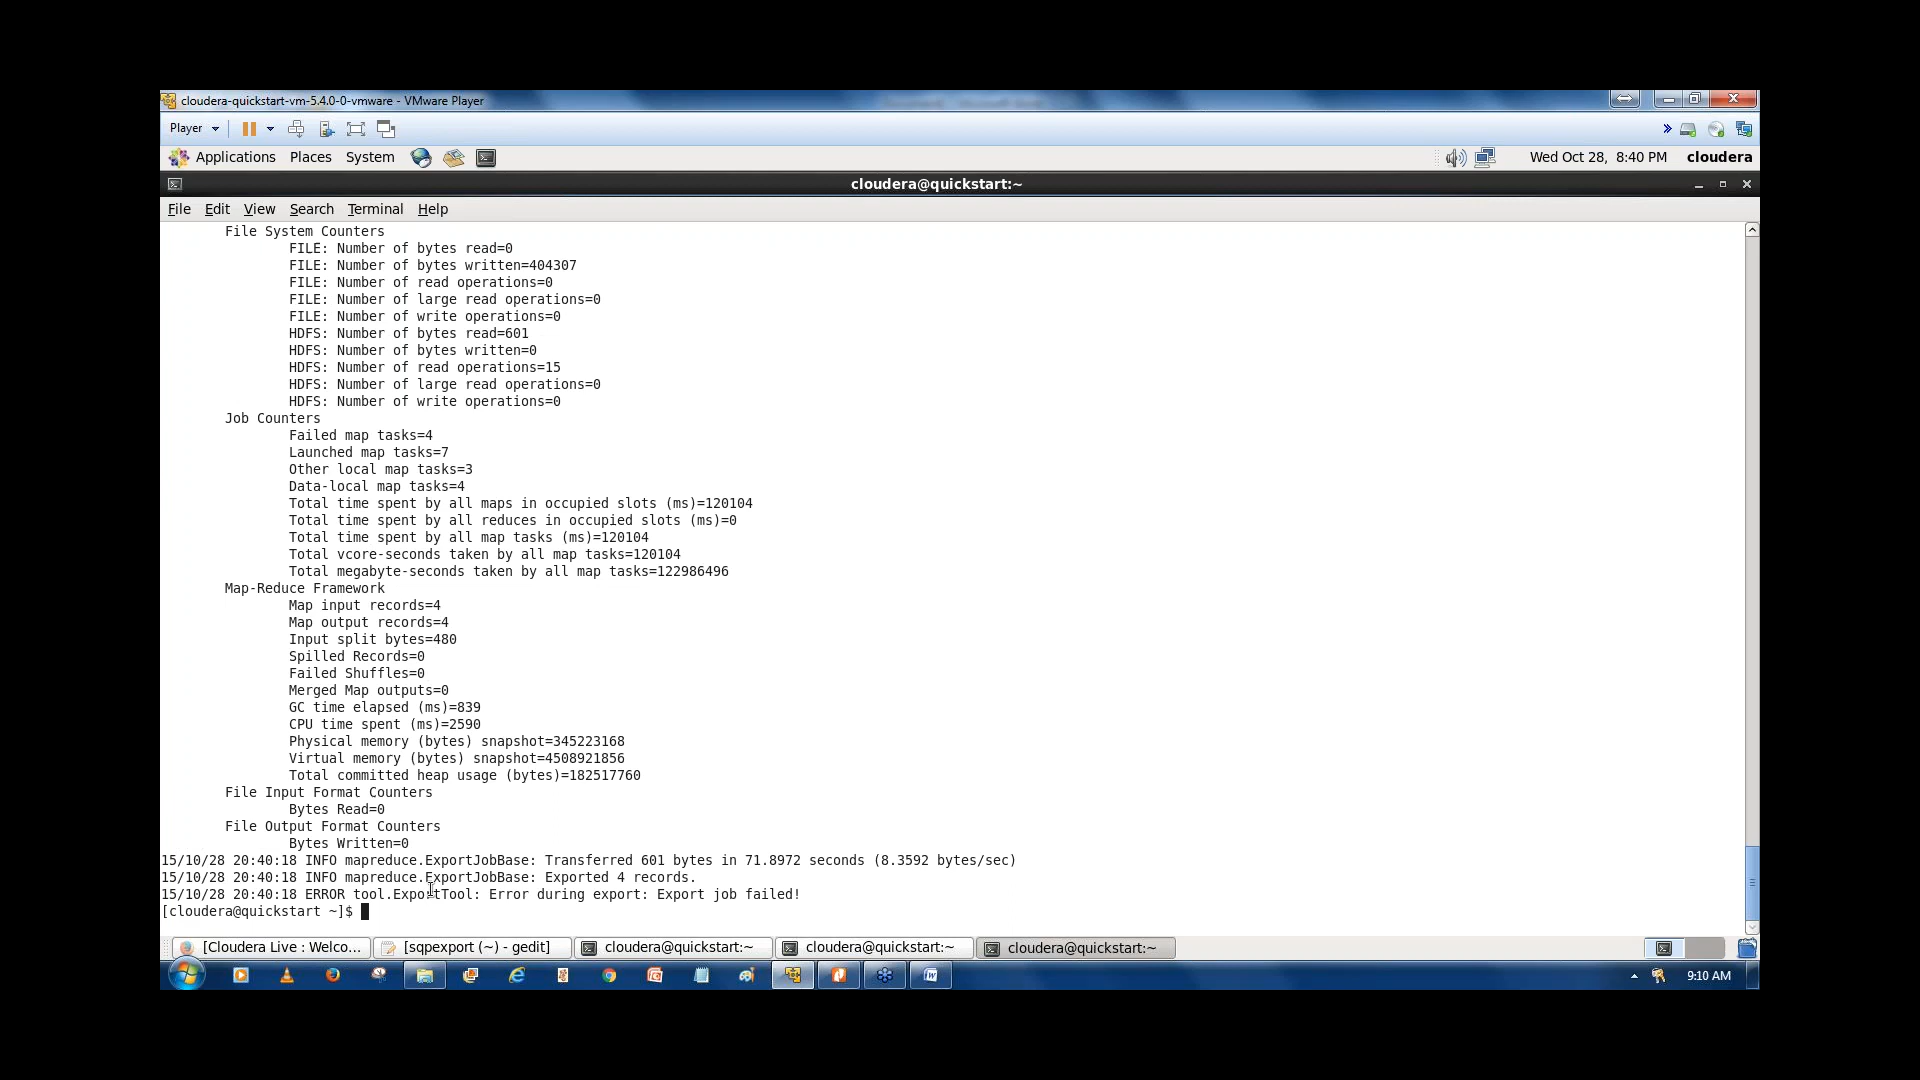 cloudera-quickstart-vm-5.4.0-0-vmware - VMware Player
Player
Applications Places System Wed Oct 28, 8:40 PM cloudera
cloudera@quickstart:~
File Edit View Search Terminal Help
File System Counters
FILE: Number of bytes read=0
FILE: Number of bytes written=404307
FILE: Number of read operations=0
FILE: Number of large read operations=0
FILE: Number of write operations=0
HDFS: Number of bytes read=601
HDFS: Number of bytes written=0
HDFS: Number of read operations=15
HDFS: Number of large read operations=0
HDFS: Number of write operations=0
Job Counters
Failed map tasks=4
Launched map tasks=7
Other local map tasks=3
Data-local map tasks=4
Total time spent by all maps in occupied slots (ms)=120104
Total time spent by all reduces in occupied slots (ms)=0
Total time spent by all map tasks (ms)=120104
Total vcore-seconds taken by all map tasks=120104
Total megabyte-seconds taken by all map tasks=122986496
Map-Reduce Framework
Map input records=4
Map output records=4
Input split bytes=480
Spilled Records=0
Failed Shuffles=0
Merged Map outputs=0
GC time elapsed (ms)=839
CPU time spent (ms)=2590
Physical memory (bytes) snapshot=345223168
Virtual memory (bytes) snapshot=4508921856
Total committed heap usage (bytes)=182517760
File Input Format Counters
Bytes Read=0
File Output Format Counters
Bytes Written=0
15/10/28 20:40:18 INFO mapreduce.ExportJobBase: Transferred 601 bytes in 71.8972 seconds (8.3592 bytes/sec)
15/10/28 20:40:18 INFO mapreduce.ExportJobBase: Exported 4 records.
15/10/28 20:40:18 ERROR tool.ExportTool: Error during export: Export job failed!
[cloudera@quickstart ~]$
[Cloudera Live : Welco... [sqpexport (~) - gedit] cloudera@quickstart:~ cloudera@quickstart:~ cloudera@quickstart:~
9:10 AM